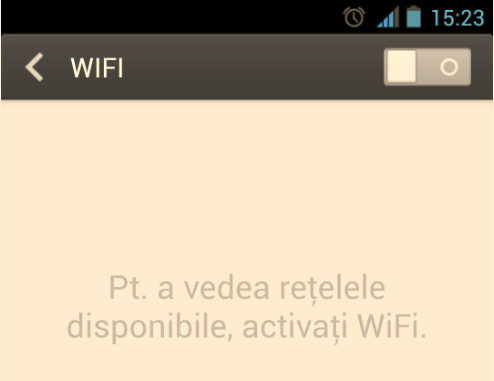 15:23
WIFI
Pt. a vedea rețelele
disponibile, activați WiFi.